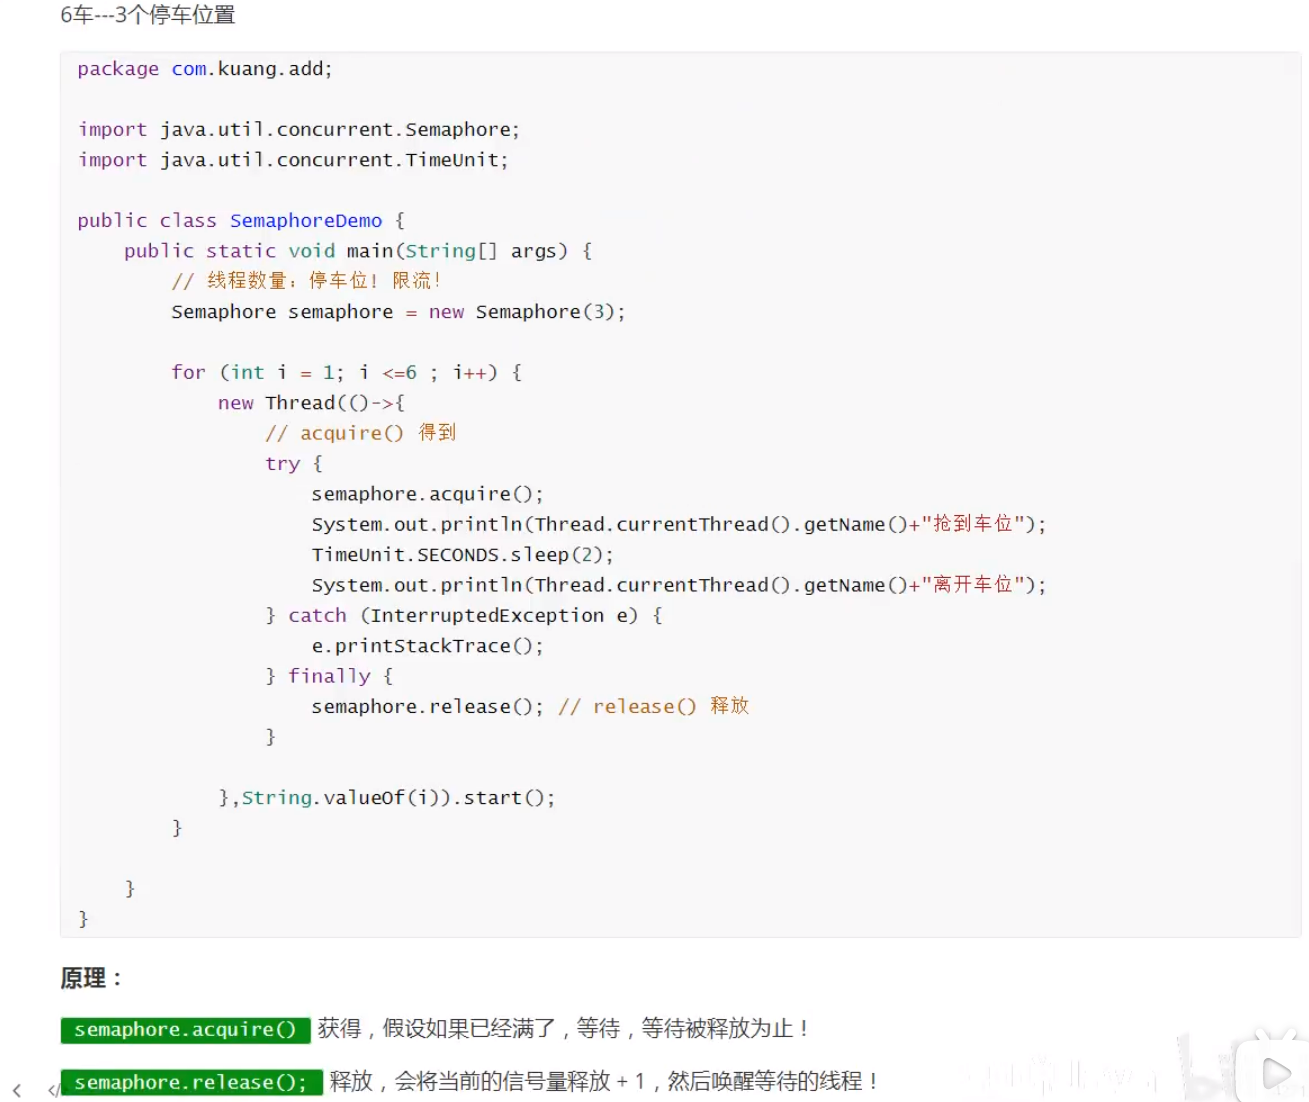 6车---3个停车位置
package com.kuang.add;
import java.util.concurrent.Semaphore;
import java.util.concurrent.TimeUnit;
public class SemaphoreDemo {
    public static void main(String[] args) {
        // 线程数量：停车位！限流！
        Semaphore semaphore = new Semaphore(3);
        for (int i = 1; i <=6 ; i++) {
            new Thread(()->{
                // acquire() 得到
                try {
                    semaphore.acquire();
                    System.out.println(Thread.currentThread().getName()+"抢到车位");
                    TimeUnit.SECONDS.sleep(2);
                    System.out.println(Thread.currentThread().getName()+"离开车位");
                } catch (InterruptedException e) {
                    e.printStackTrace();
                } finally {
                    semaphore.release(); // release() 释放
                }
            },String.valueOf(i)).start();
        }
    }
}
原理：
semaphore.acquire() 获得，假设如果已经满了，等待，等待被释放为止！
semaphore.release(); 释放，会将当前的信号量释放 + 1，然后唤醒等待的线程！